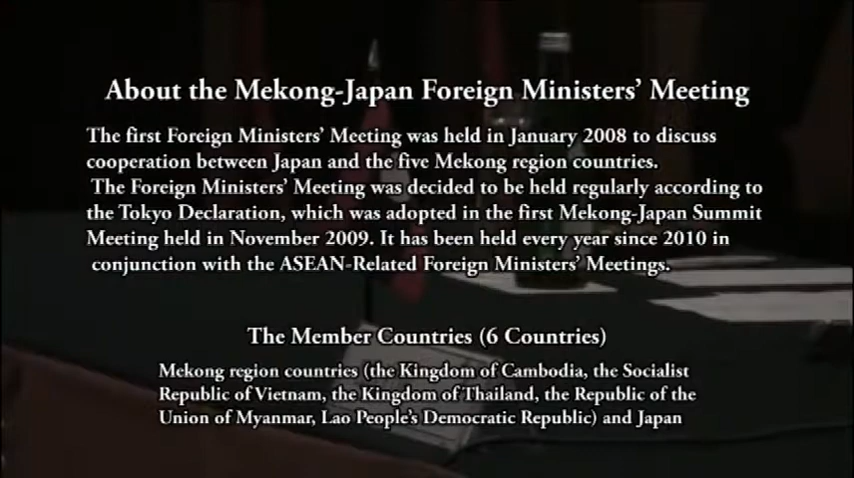 About the Mekong-Japan Foreign Ministers' Meeting
The first Foreign Ministers' Meeting was held in January 2008 to discuss
cooperation between Japan and the five Mekong region countries.
The Foreign Ministers' Meeting was decided to be held regularly according to
the Tokyo Declaration, which was adopted in the first Mekong-Japan Summit
Meeting held in November 2009. It has been held every year since 2010 in
conjunction with the ASEAN-Related Foreign Ministers' Meetings.
The Member Countries (6 Countries)
Mekong region countries (the Kingdom of Cambodia, the Socialist
Republic of Vietnam, the Kingdom of Thailand, the Republic of the
Union of Myanmar, Lao People's Democratic Republic) and Japan